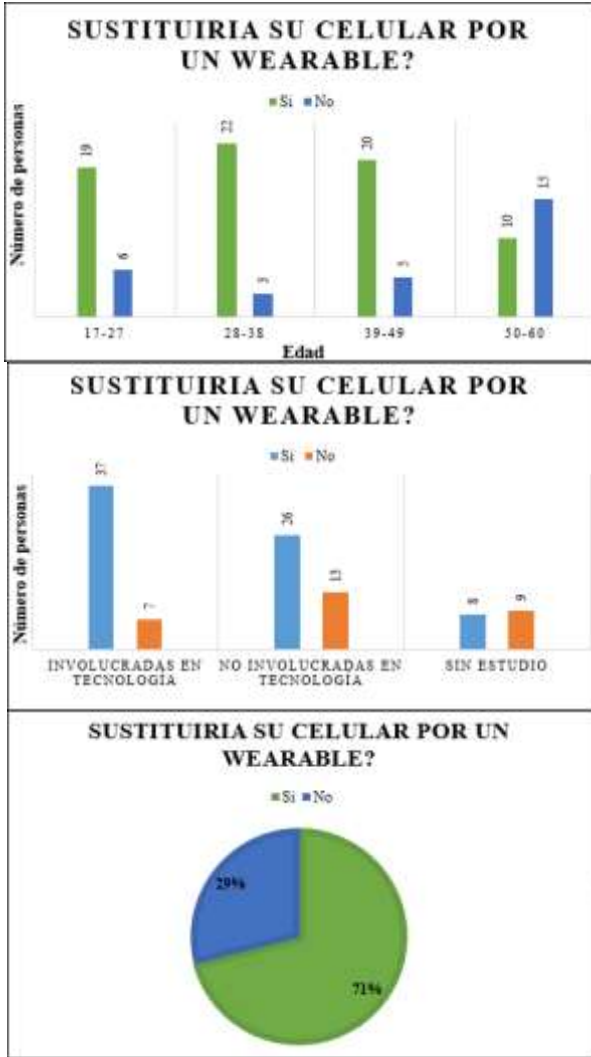 SUSTITUIRIA SU CELULAR POR
UN WEARABLE?
Si No
Número de personas
19
6
22
3
20
5
10
15
17-27
28-38
39-49
50-60
Edad
SUSTITUIRIA SU CELULAR POR
UN WEARABLE?
Si No
Número de personas
37
7
26
13
8
9
INVOLUCRADAS EN
TECNOLOGÍA
NO INVOLUCRADAS EN
TECNOLOGÍA
SIN ESTUDIO
SUSTITUIRIA SU CELULAR POR UN
WEARABLE?
Si No
29%
71%